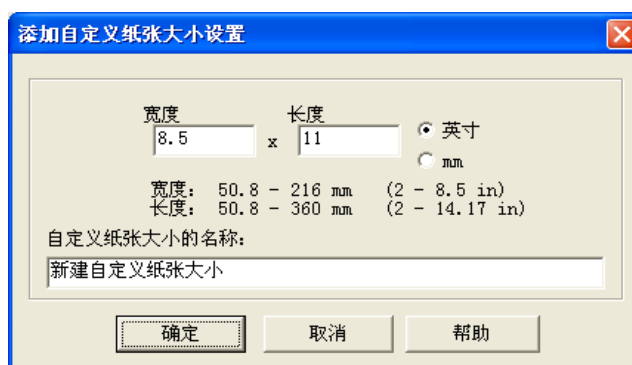 添加自定义纸张大小设置
宽度 长度
8.5 x 11 英寸
mm
宽度： 50.8 - 216 mm (2 - 8.5 in)
长度： 50.8 - 360 mm (2 - 14.17 in)
自定义纸张大小的名称：
新建自定义纸张大小
确定 取消 帮助